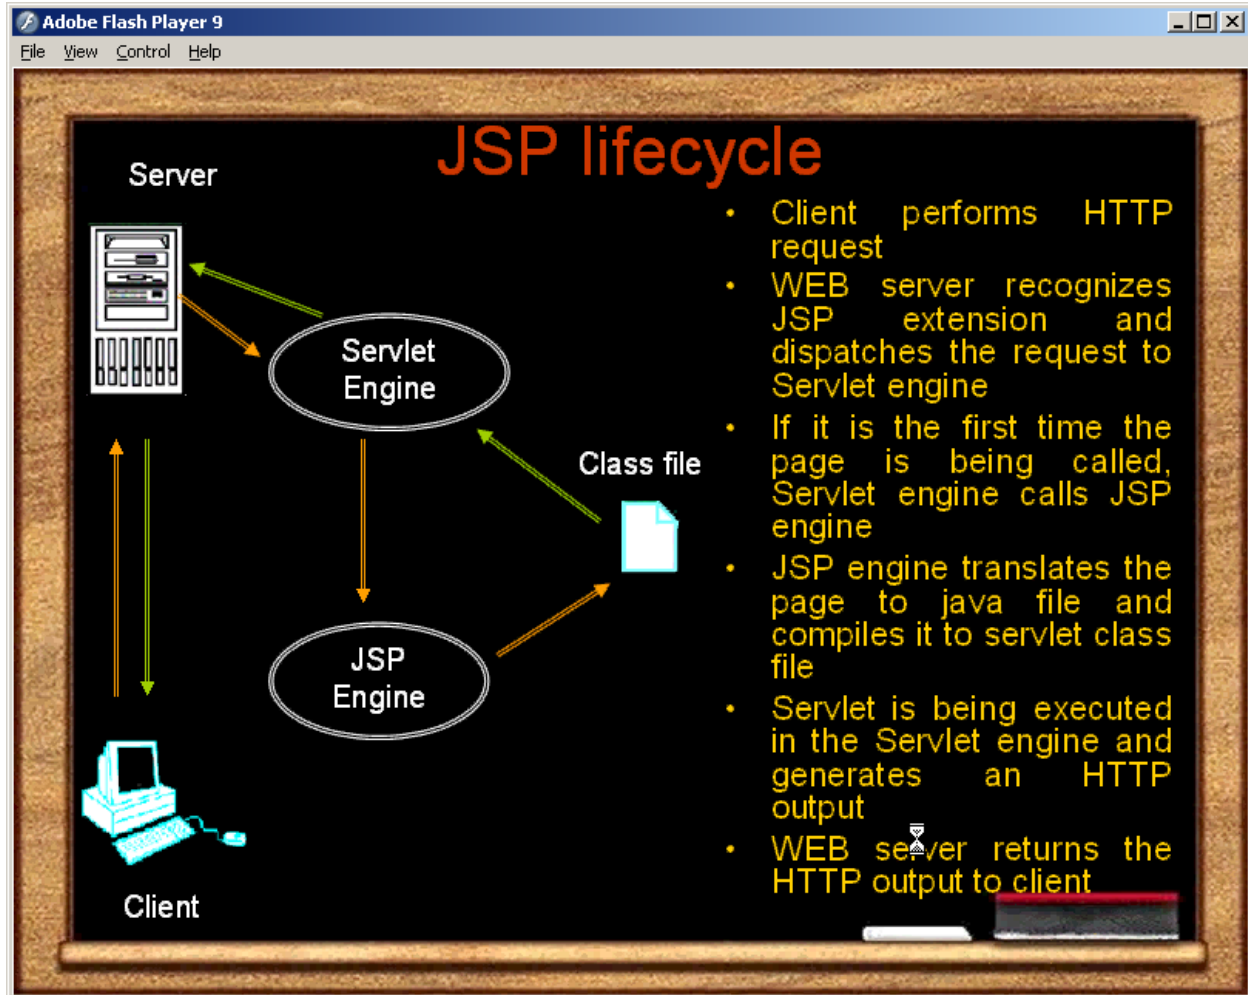 Adobe Flash Player 9
File View Control Help
JSP lifecycle
Server
Servlet
Engine
Class file
JSP
Engine
Client
• Client performs HTTP
request
• WEB server recognizes
JSP extension and
dispatches the request to
Servlet engine
• If it is the first time the
page is being called,
Servlet engine calls JSP
engine
• JSP engine translates the
page to java file and
compiles it to servlet class
file
• Servlet is being executed
in the Servlet engine and
generates an HTTP
output
• WEB server returns the
HTTP output to client